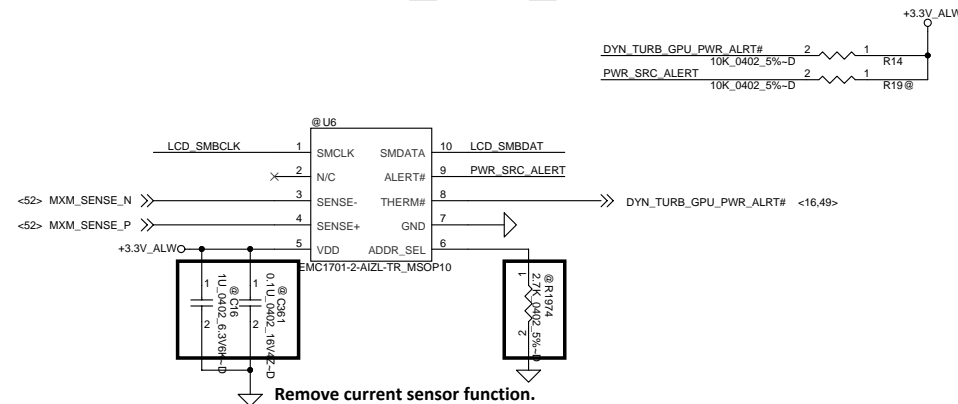 +3.3V_ALW
DYN_TURB_GPU_PWR_ALRT# 2 1
10K_0402_5%~D R14
PWR_SRC_ALERT 2 1
10K_0402_5%~D R19@
@U6
LCD_SMBCLK 1 SMCLK SMDATA 10 LCD_SMBDAT
2 N/C ALERT# 9 PWR_SRC_ALERT
<52> MXM_SENSE_N 3 SENSE- THERM# 8 DYN_TURB_GPU_PWR_ALRT# <16,49>
<52> MXM_SENSE_P 4 SENSE+ GND 7
+3.3V_ALW 5 VDD ADDR_SEL 6
EMC1701-2-AIZL-TR_MSOP10
1 2
@ C16
1U_0402_6.3V6K~D
1 2
@ C361
0.1U_0402_16V4Z~D
1 2
@ R1974
2.7K_0402_5%~D
Remove current sensor function.